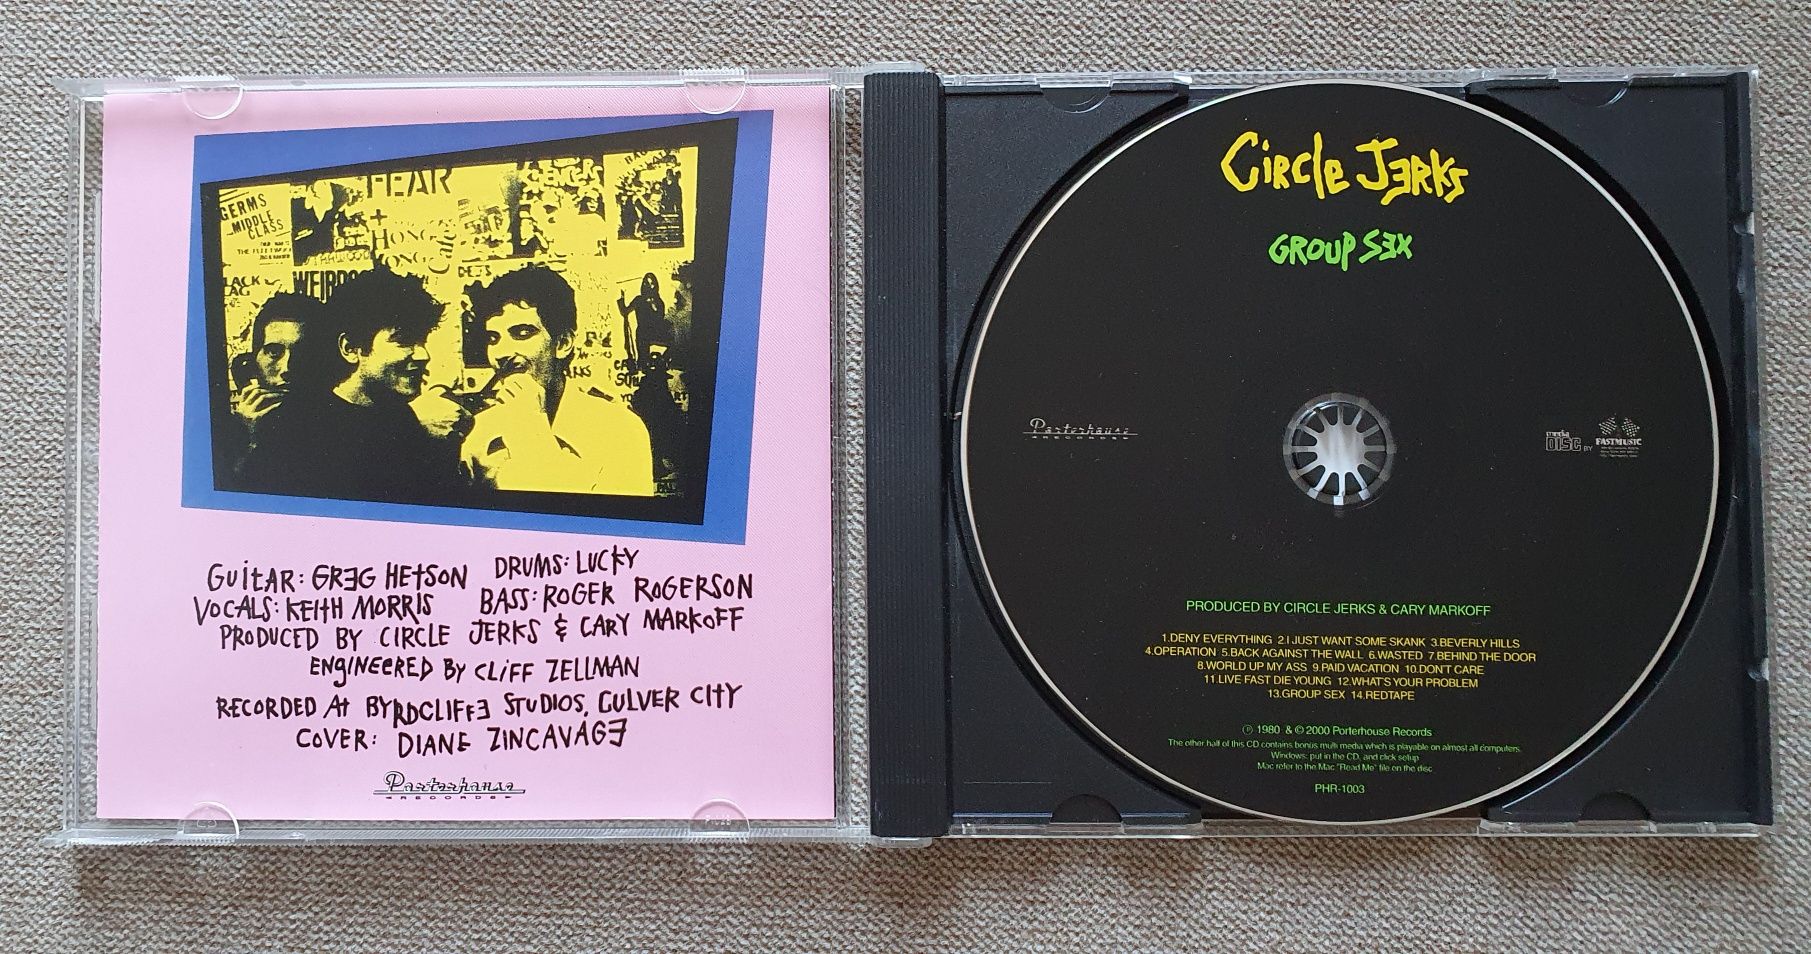 FEAR
GERMS
MIDDLE
CLASS
WEIRDOS
GUITAR: GREG HETSON DRUMS: LUCKY
VOCALS: KEITH MORRIS BASS: ROGER ROGERSON
PRODUCED BY CIRCLE JERKS & CARY MARKOFF
ENGINEERED BY CLIFF ZELLMAN
RECORDED AT BYRDCLIFFE STUDIOS, CULVER CITY
COVER: DIANE ZINCAVAGE
Porterhouse
RECORDS
CIRCLE JERKS
GROUP SEX
Porterhouse
RECORDS
media
DISC BY FASTMUSIC
PRODUCED BY CIRCLE JERKS & CARY MARKOFF
1.DENY EVERYTHING 2.I JUST WANT SOME SKANK 3.BEVERLY HILLS
4.OPERATION 5.BACK AGAINST THE WALL 6.WASTED 7.BEHIND THE DOOR
8.WORLD UP MY ASS 9.PAID VACATION 10.DON'T CARE
11.LIVE FAST DIE YOUNG 12.WHAT'S YOUR PROBLEM
13.GROUP SEX 14.REDTAPE
Ⓟ 1980 & © 2000 Porterhouse Records
The other half of this CD contains bonus multi media which is playable on almost all computers.
Windows: put in the CD, and click setup
Mac refer to the Mac "Read Me" file on the disc
PHR-1003